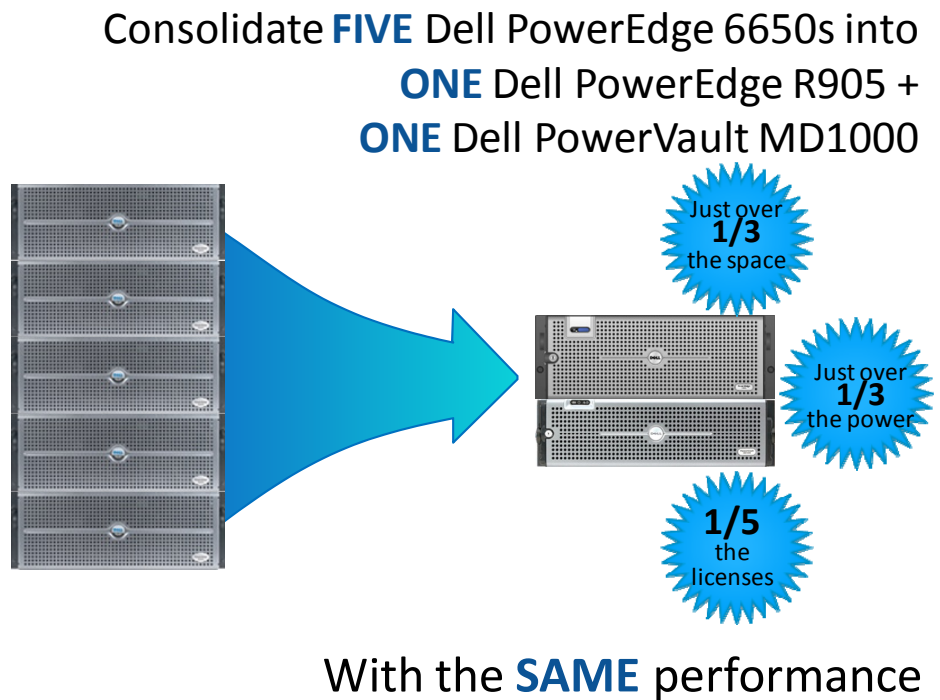 Consolidate FIVE Dell PowerEdge 6650s into
ONE Dell PowerEdge R905 +
ONE Dell PowerVault MD1000
Just over
1/3
the space
Just over
1/3
the power
1/5
the
licenses
With the SAME performance